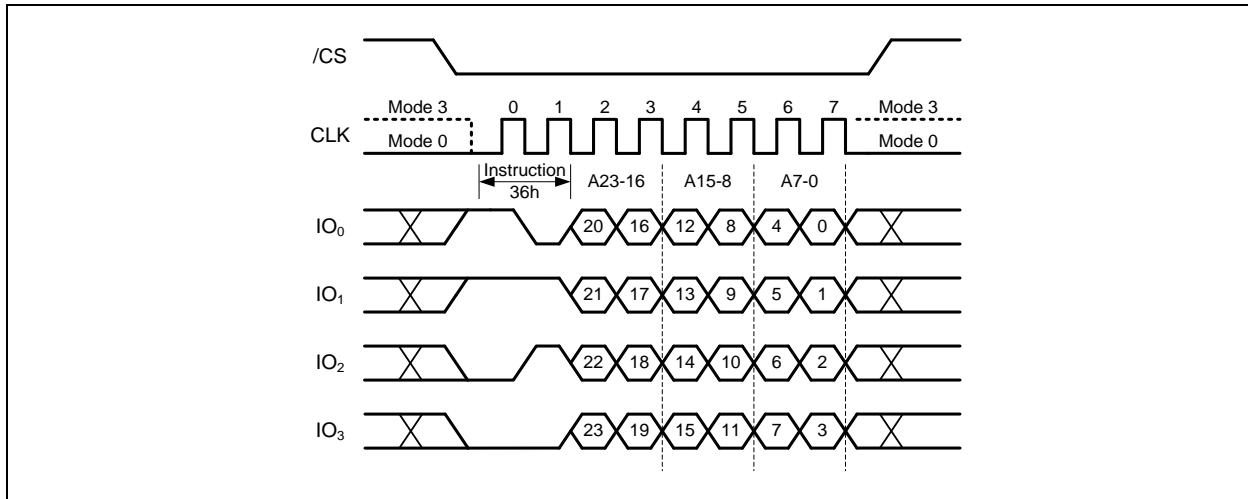 /CS
Mode 3 0 1 2 3 4 5 6 7 Mode 3
CLK
Mode 0 Mode 0
Instruction
36h
A23-16 A15-8 A7-0
IO₀ 20 16 12 8 4 0
IO₁ 21 17 13 9 5 1
IO₂ 22 18 14 10 6 2
IO₃ 23 19 15 11 7 3